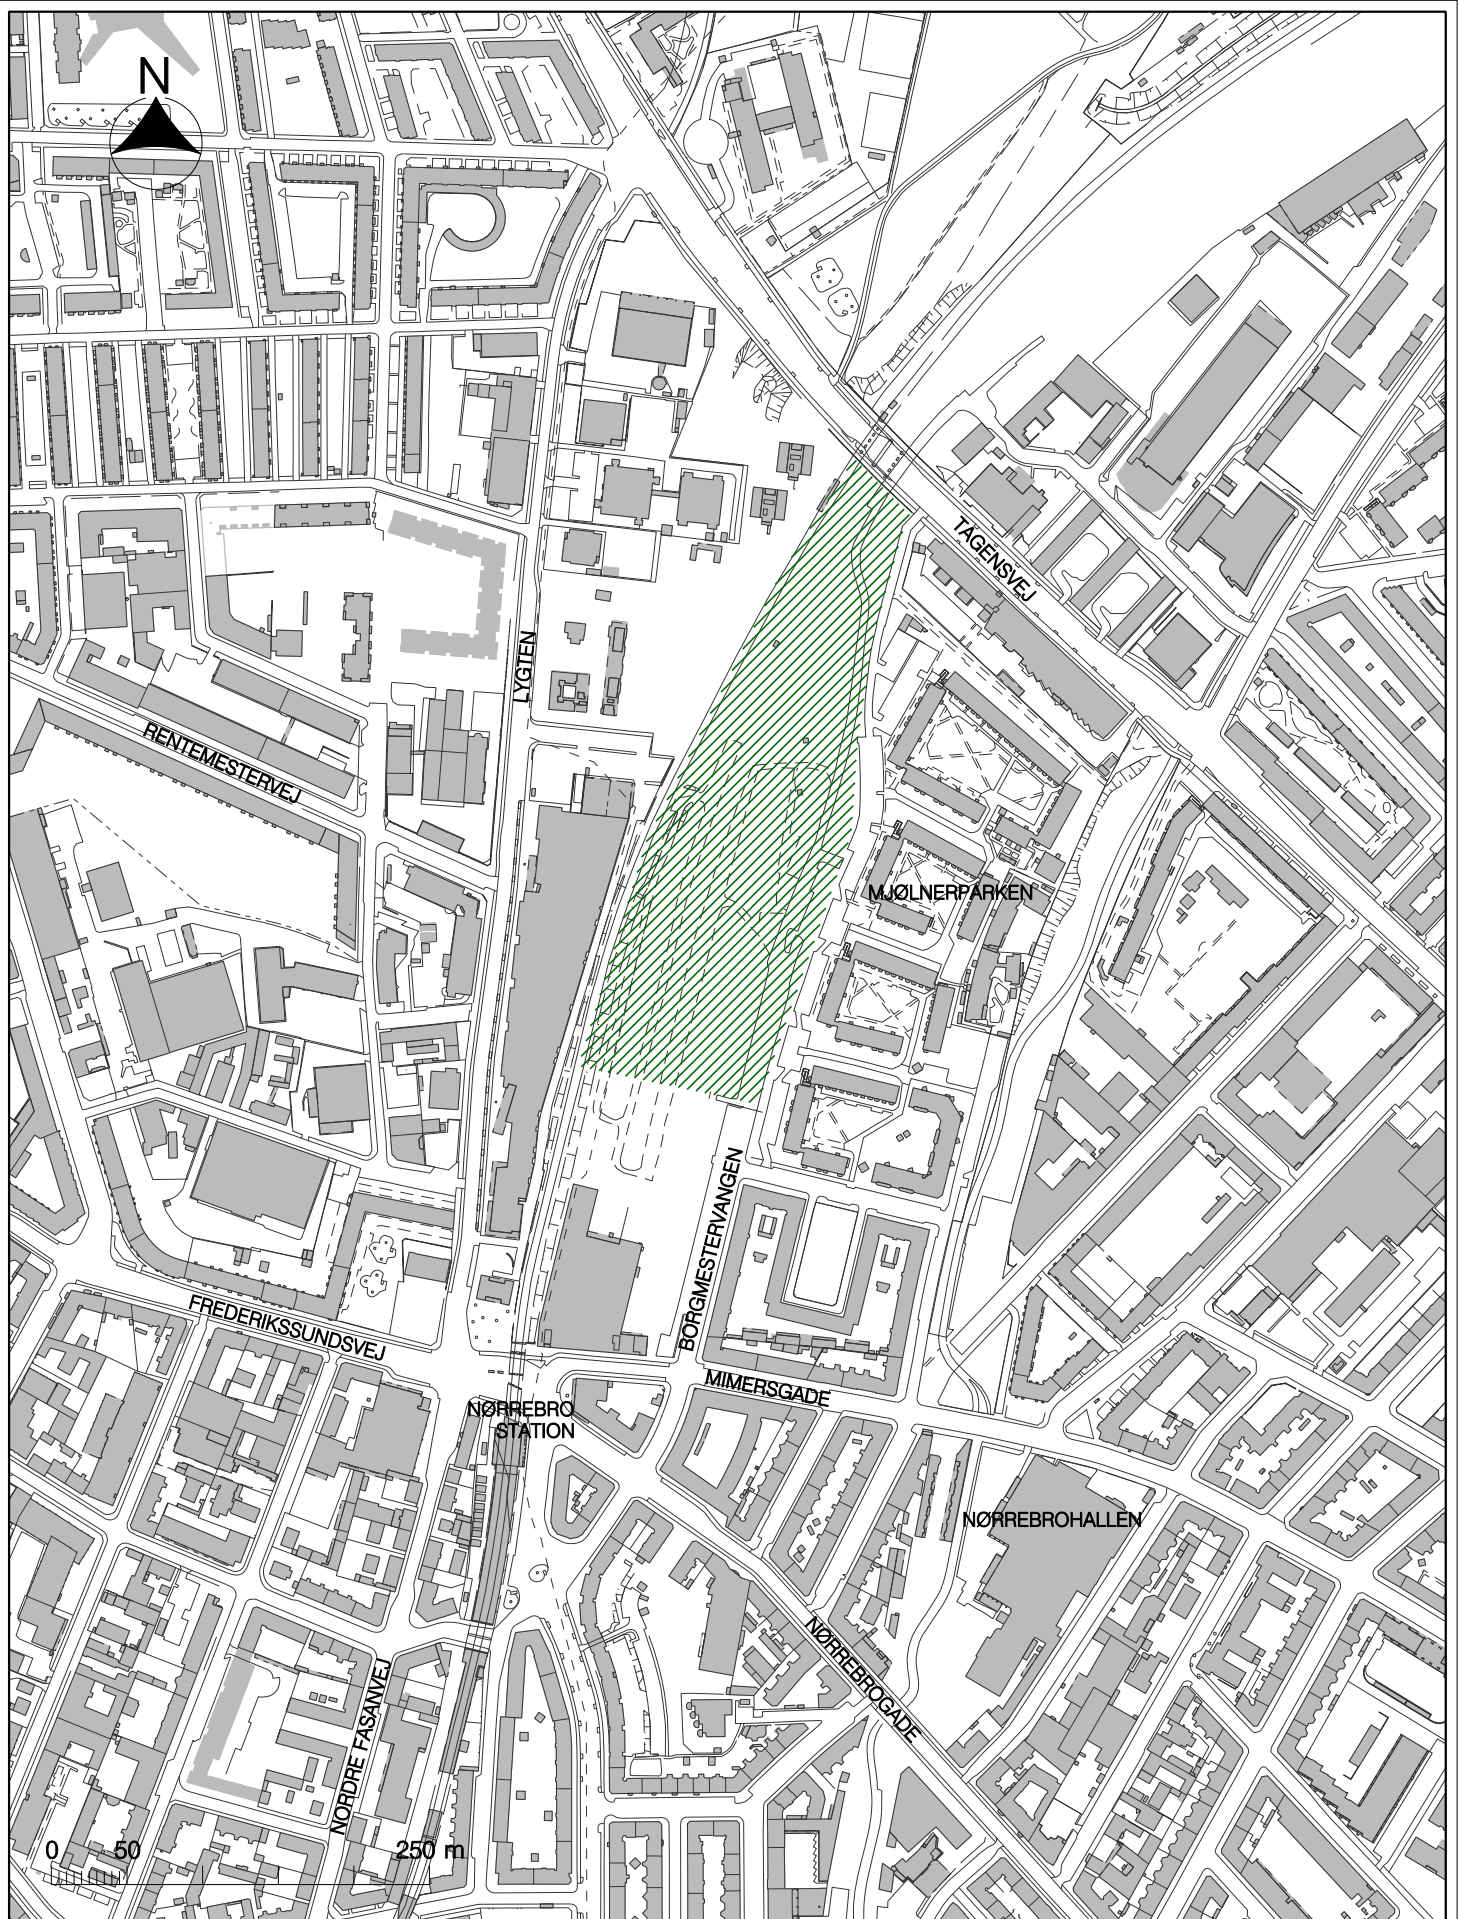 N
TAGENSVEJ
LYGTEN
RENTEMESTERVEJ
MJØLNERPARKEN
BORGMESTERVANGEN
FREDERIKSSUNDSVEJ
MIMERSGADE
NØRREBRO
STATION
NØRREBROHALLEN
NØRREBROGADE
NORDRE FASANVEJ
0 50 250 m